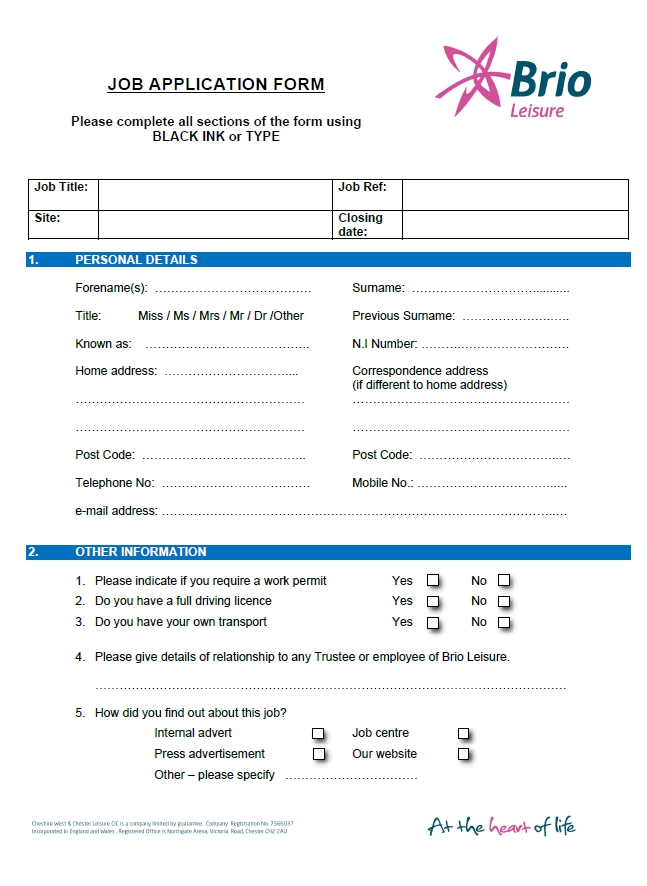 JOB APPLICATION FORM
Brio
Leisure
Please complete all sections of the form using
BLACK INK or TYPE
Job Title: Job Ref:
Site: Closing date:
1. PERSONAL DETAILS
Forename(s): ………………………………. Surname: ……………………………...........
Title: Miss / Ms / Mrs / Mr / Dr /Other Previous Surname: ……………………..…..
Known as: ………………………………….. N.I Number: ………………………………
Home address: …………………………..... Correspondence address
(if different to home address)
………………………………………………… ………………………………………………
………………………………………………… ………………………………………………
Post Code: ………………………………….. Post Code: ……………………………..….
Telephone No: ……………………………… Mobile No.: …………………………….....
e-mail address: ……………………………………………………………………………………..….
2. OTHER INFORMATION
1. Please indicate if you require a work permit Yes No
2. Do you have a full driving licence Yes No
3. Do you have your own transport Yes No
4. Please give details of relationship to any Trustee or employee of Brio Leisure.
………………………………………………………………………………………………………
5. How did you find out about this job?
Internal advert Job centre
Press advertisement Our website
Other – please specify ……………………………
Cheshire West & Chester Leisure CIC is a company limited by guarantee . Company Registration No. 7566037
Incorporated in England and Wales . Registered Office is Northgate Arena, Victoria Road, Chester CH2 2AU
At the heart of life